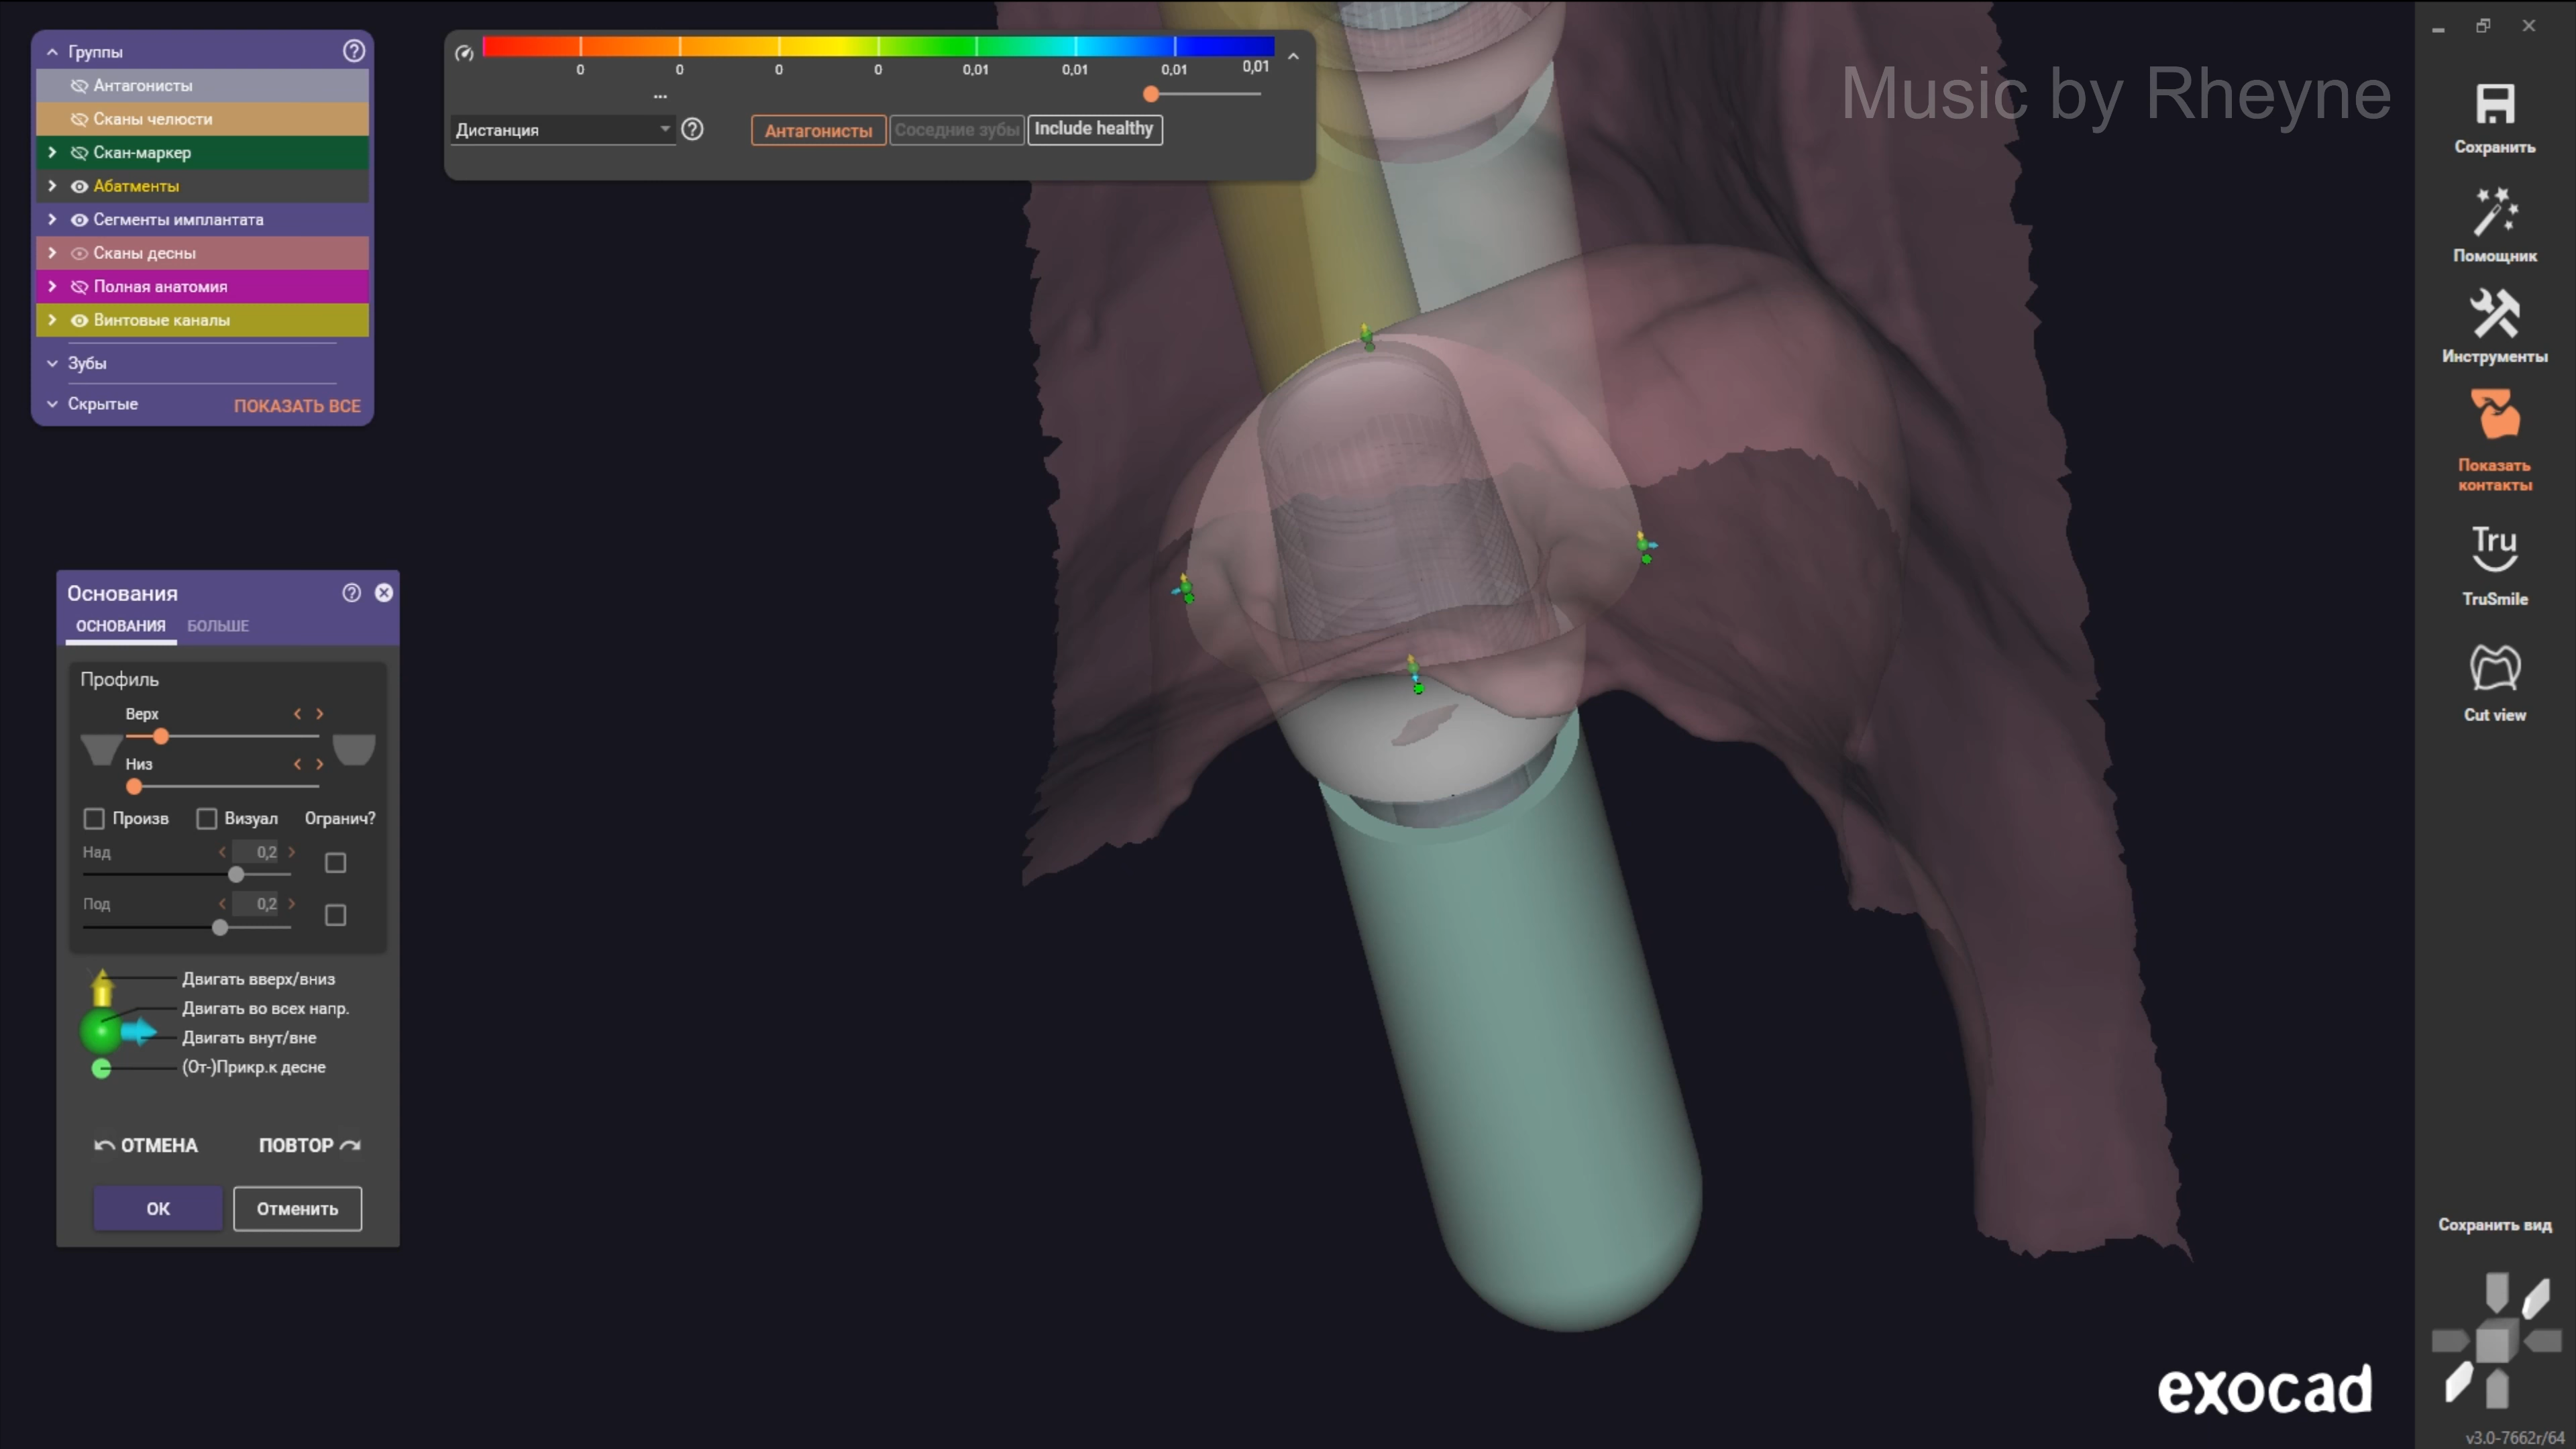 Группы
Антагонисты
Сканы челюсти
Скан-маркер
Абатменты
Сегменты имплантата
Сканы десны
Полная анатомия
Винтовые каналы
Зубы
Скрытые ПОКАЗАТЬ ВСЕ
0 0 0 0 0,01 0,01 0,01 0,01
...
Дистанция Антагонисты Соседние зубы Include healthy
Music by Rheyne
Основания
ОСНОВАНИЯ БОЛЬШЕ
Профиль
Верх
Низ
Произв Визуал Огранич?
Над 0,2
Под 0,2
Двигать вверх/вниз
Двигать во всех напр.
Двигать внут/вне
(От-)Прикр.к десне
ОТМЕНА ПОВТОР
ОК Отменить
Сохранить
Помощник
Инструменты
Показать
контакты
Tru
TruSmile
Cut view
Сохранить вид
exocad
v3.0-7662r/64